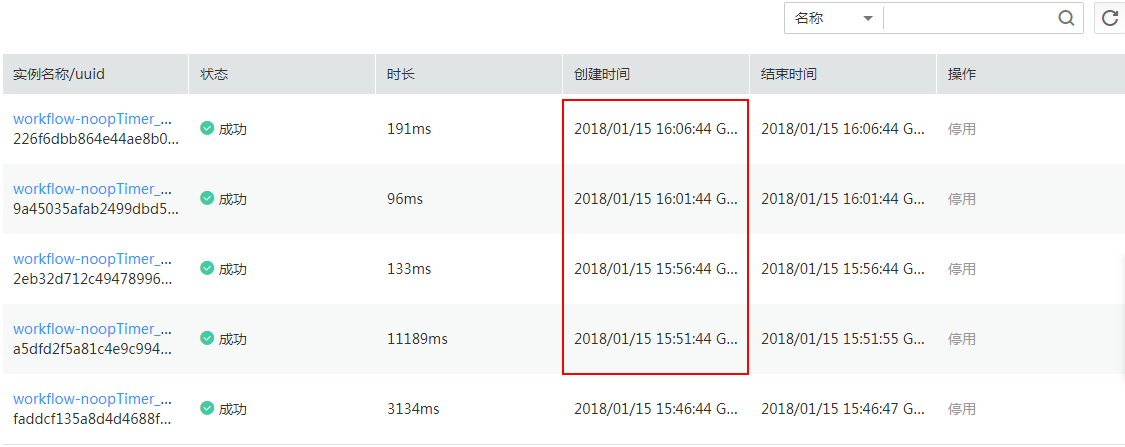 名称
实例名称/uuid 状态 时长 创建时间 结束时间 操作
workflow-noopTimer_...
226f6dbb864e44ae8b0...
成功 191ms 2018/01/15 16:06:44 G... 2018/01/15 16:06:44 G... 停用
workflow-noopTimer_...
9a45035afab2499dbd5...
成功 96ms 2018/01/15 16:01:44 G... 2018/01/15 16:01:44 G... 停用
workflow-noopTimer_...
2eb32d712c49478996...
成功 133ms 2018/01/15 15:56:44 G... 2018/01/15 15:56:44 G... 停用
workflow-noopTimer_...
a5dfd2f5a81c4e9c994...
成功 11189ms 2018/01/15 15:51:44 G... 2018/01/15 15:51:55 G... 停用
workflow-noopTimer_...
faddcf135a8d4d4688f...
成功 3134ms 2018/01/15 15:46:44 G... 2018/01/15 15:46:47 G... 停用